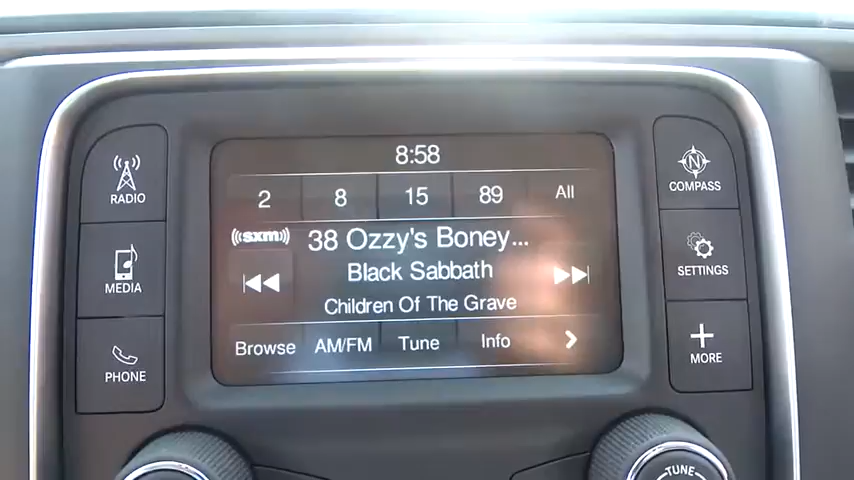 8:58
2 8 15 89 All
((sxm)) 38 Ozzy's Boney...
Black Sabbath
Children Of The Grave
Browse AM/FM Tune Info
RADIO
MEDIA
PHONE
N
COMPASS
SETTINGS
MORE
TUNE